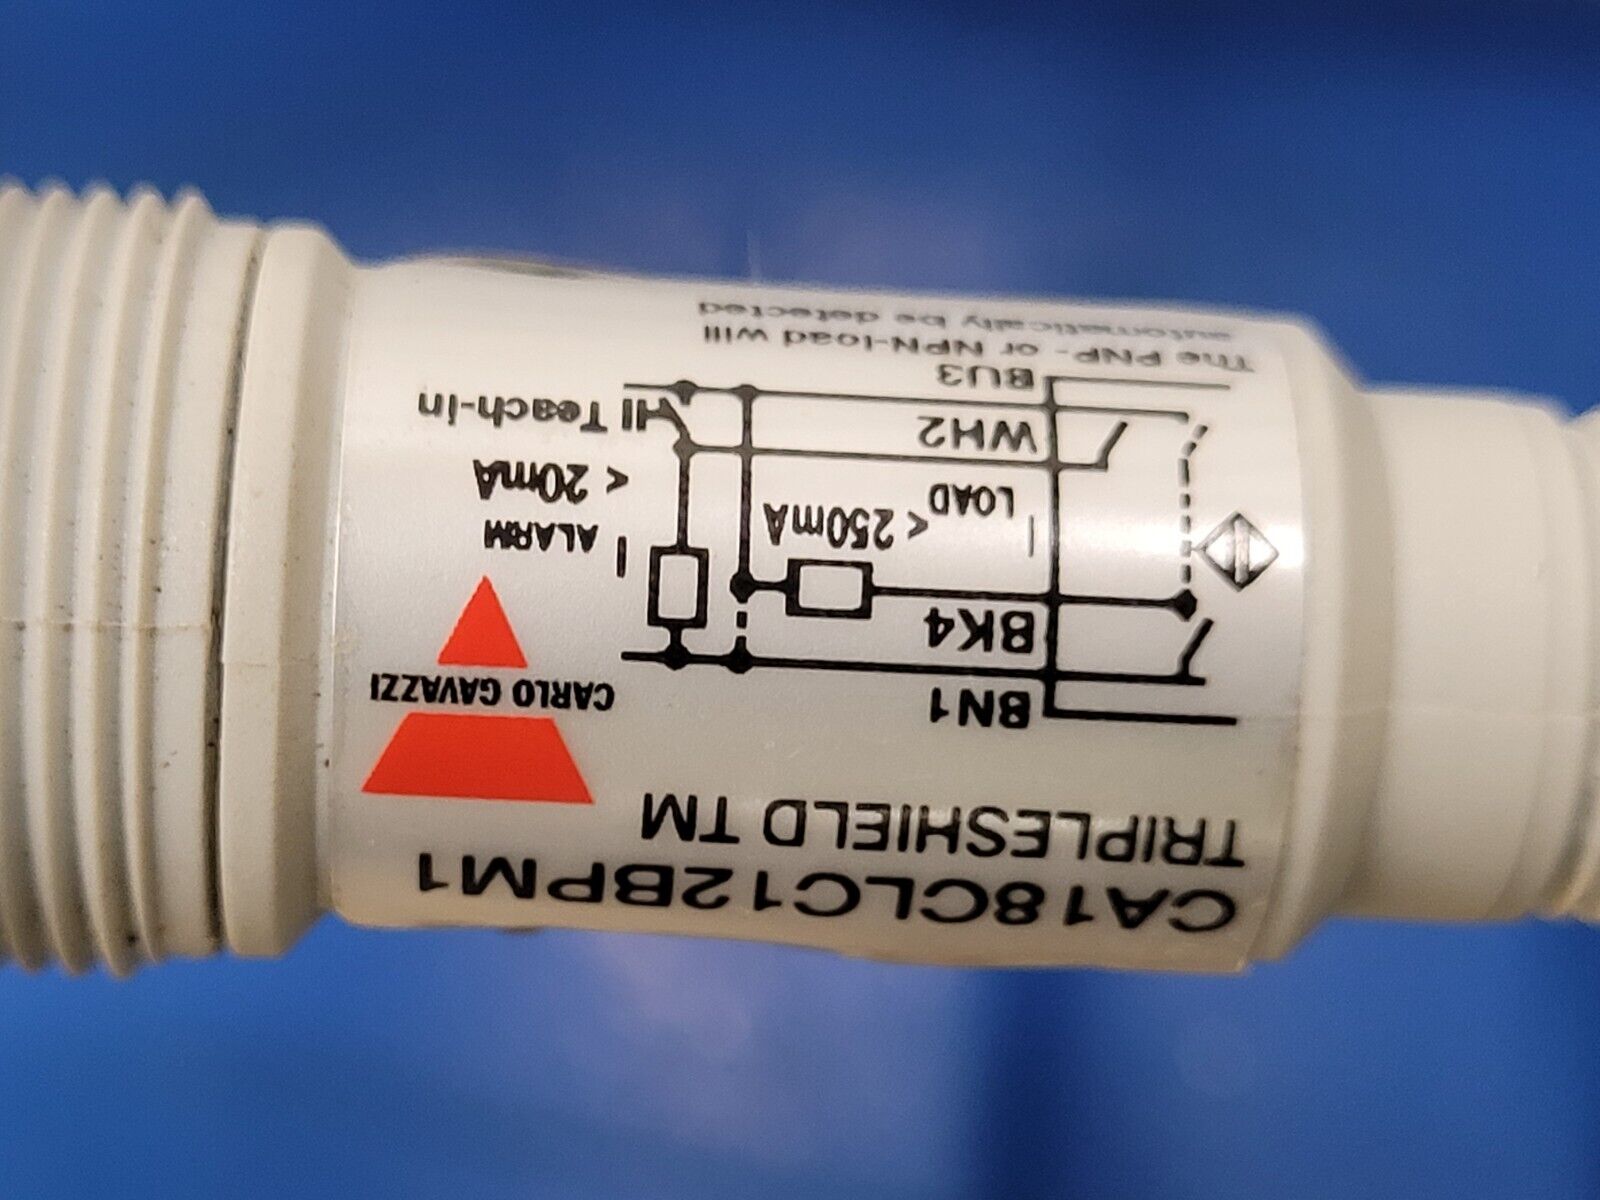 CA18CLC12BPM1
TRIPLESHIELD TM
CARLO GAVAZZI
BN1
BK4
I LOAD
< 250mA
I ALARM
< 20mA
WH2
Teach-in
BU3
The PNP- or NPN-load will
automatically be detected